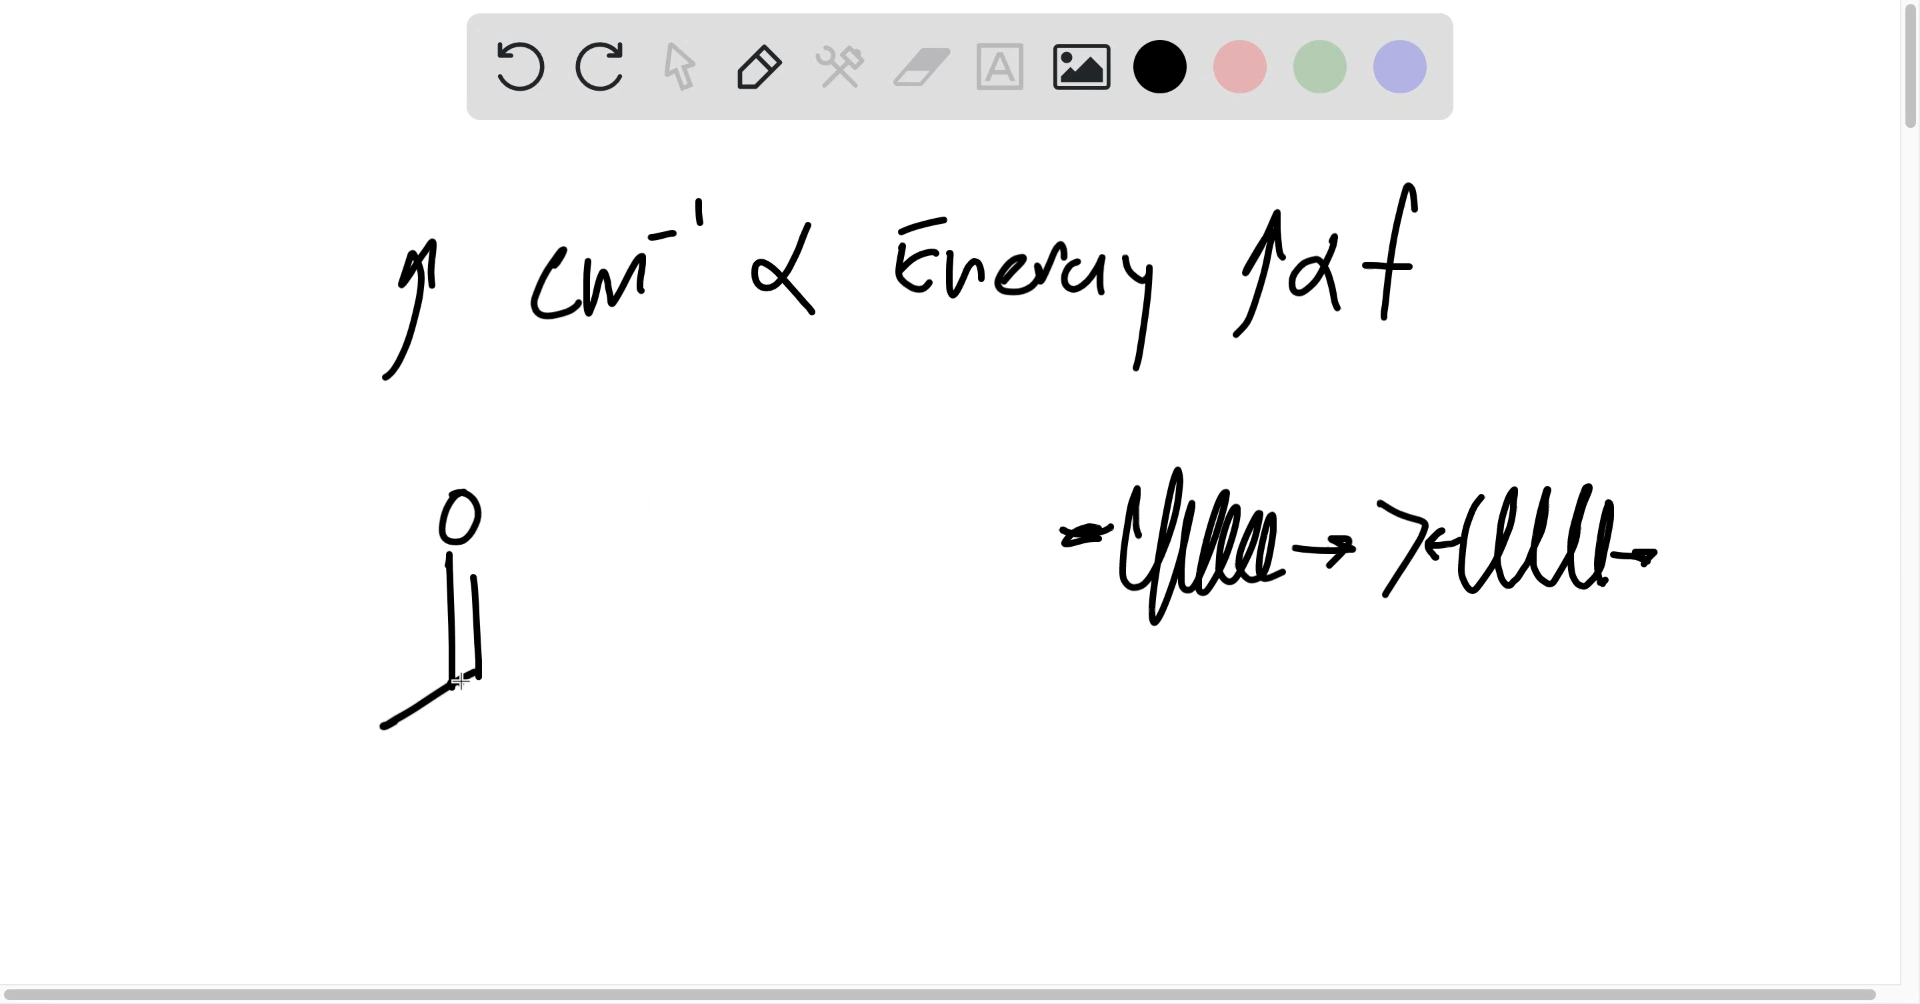 ↑ cm⁻¹ ∝ Energy ↑ ∝ f
O
>